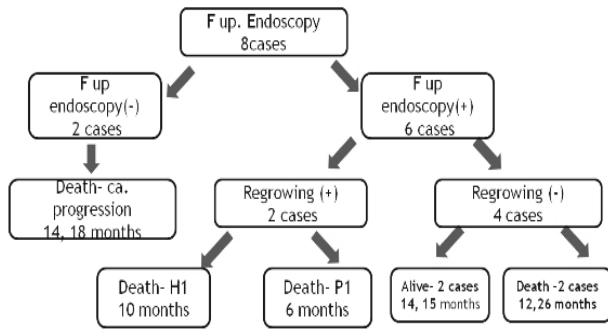 F up. Endoscopy
8cases
F up
endoscopy(-)
2 cases
F up
endoscopy(+)
6 cases
Death- ca.
progression
14, 18 months
Regrowing (+)
2 cases
Regrowing (-)
4 cases
Death- H1
10 months
Death- P1
6 months
Alive- 2 cases
14, 15 months
Death -2 cases
12,26 months